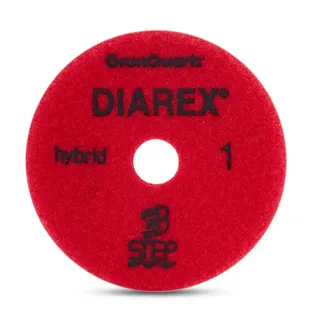 GranQuartz
DIAREX®
hybrid 1
3
STEP